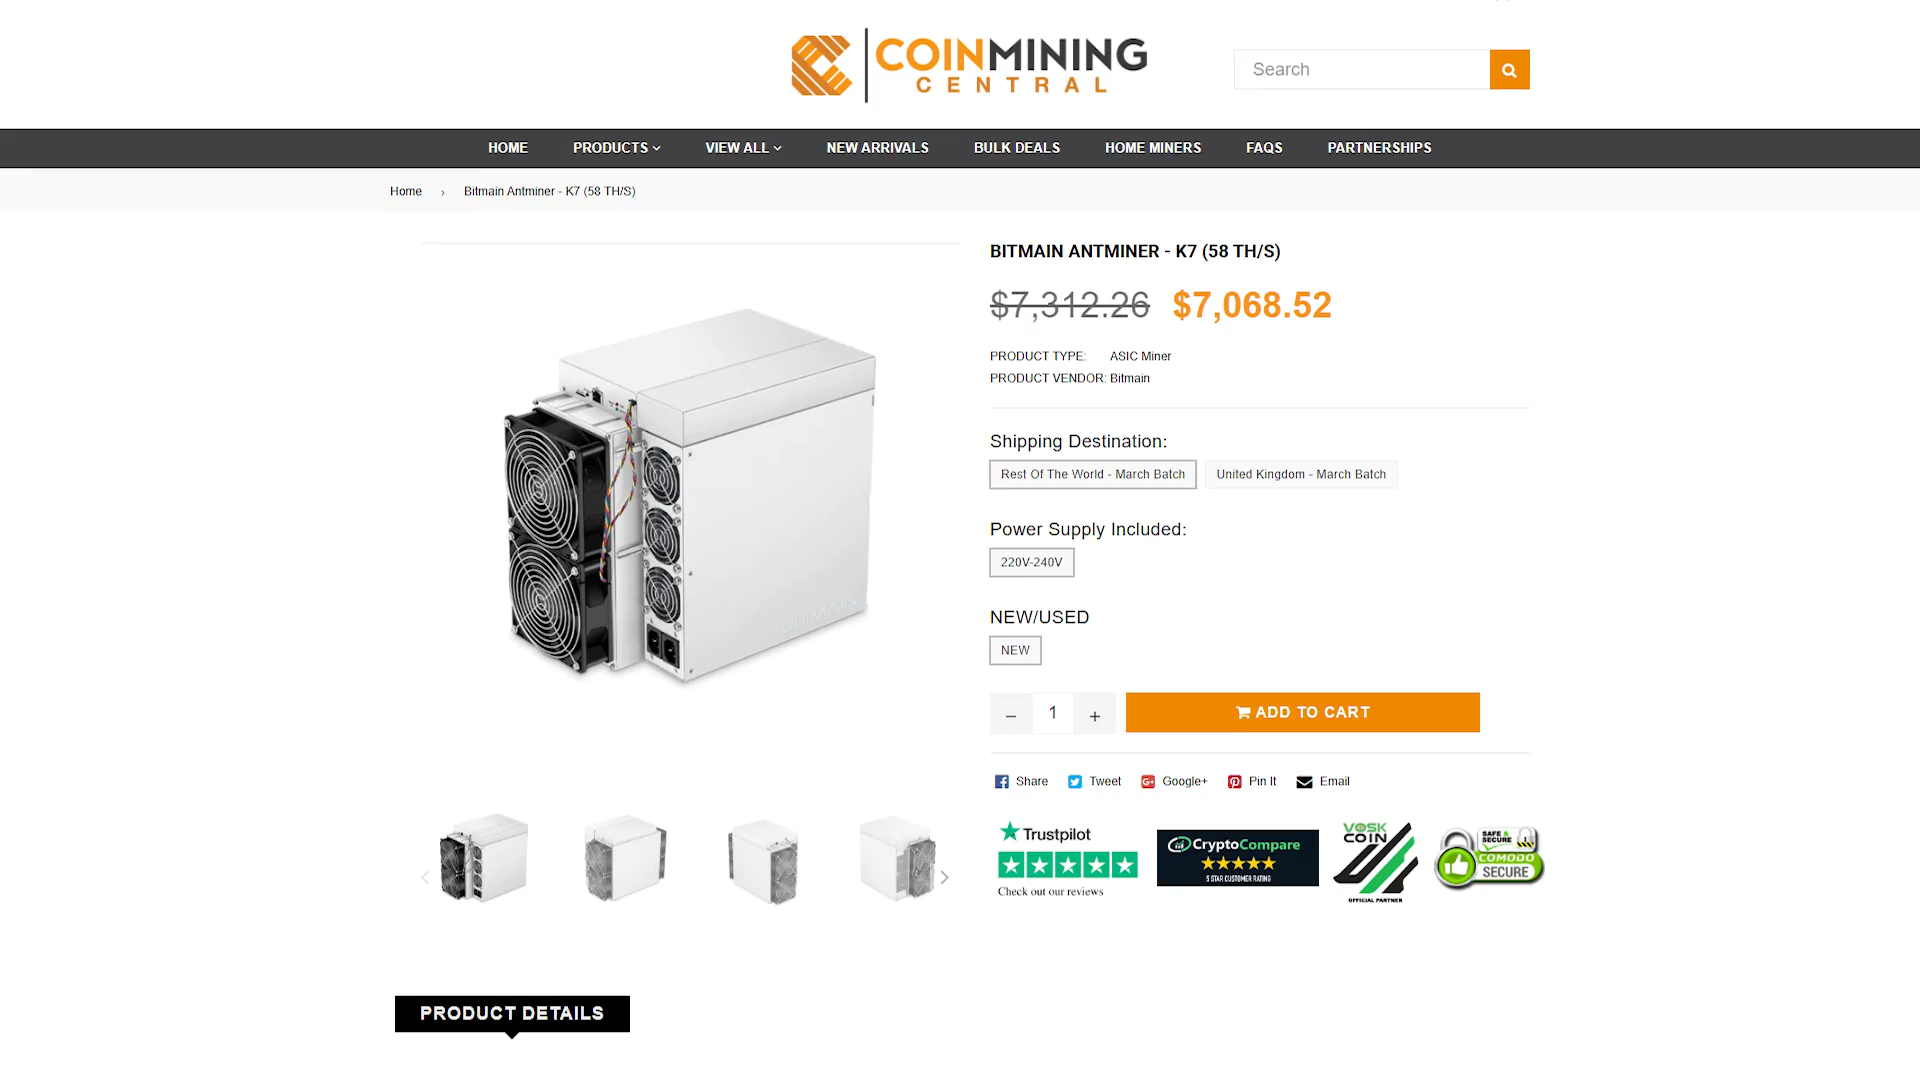 COINMINING
CENTRAL
Search
HOME PRODUCTS VIEW ALL NEW ARRIVALS BULK DEALS HOME MINERS FAQS PARTNERSHIPS
Home › Bitmain Antminer - K7 (58 TH/S)
BITMAIN ANTMINER - K7 (58 TH/S)
$7,312.26 $7,068.52
PRODUCT TYPE: ASIC Miner
PRODUCT VENDOR: Bitmain
Shipping Destination:
Rest Of The World - March Batch United Kingdom - March Batch
Power Supply Included:
220V-240V
NEW/USED
NEW
– 1 + ADD TO CART
Share Tweet Google+ Pin It Email
Trustpilot
Check out our reviews
CryptoCompare
5 STAR CUSTOMER RATING
VOSK
COIN
OFFICIAL PARTNER
SAFE &
SECURE
COMODO
SECURE
BITMAIN
PRODUCT DETAILS